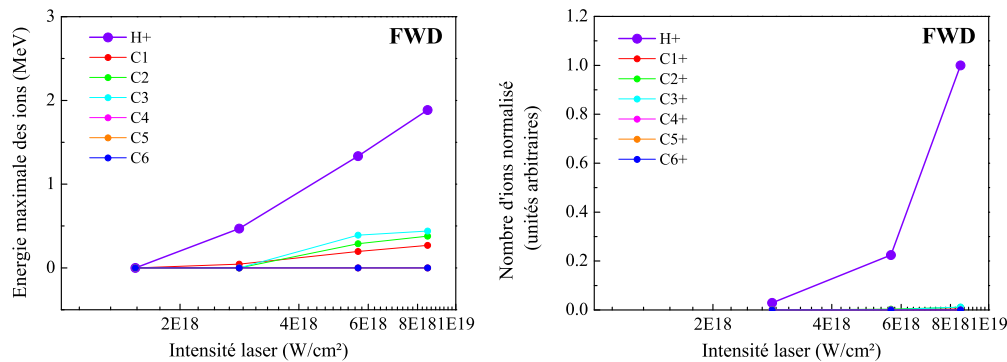 FWD
H+
C1
C2
C3
C4
C5
C6
3
2
1
0
Energie maximale des ions (MeV)
2E18
4E18
6E18
8E18
1E19
Intensité laser (W/cm²)
FWD
H+
C1+
C2+
C3+
C4+
C5+
C6+
1.2
1.0
0.8
0.6
0.4
0.2
0.0
Nombre d'ions normalisé
(unités arbitraires)
2E18
4E18
6E18
8E18
1E19
Intensité laser (W/cm²)